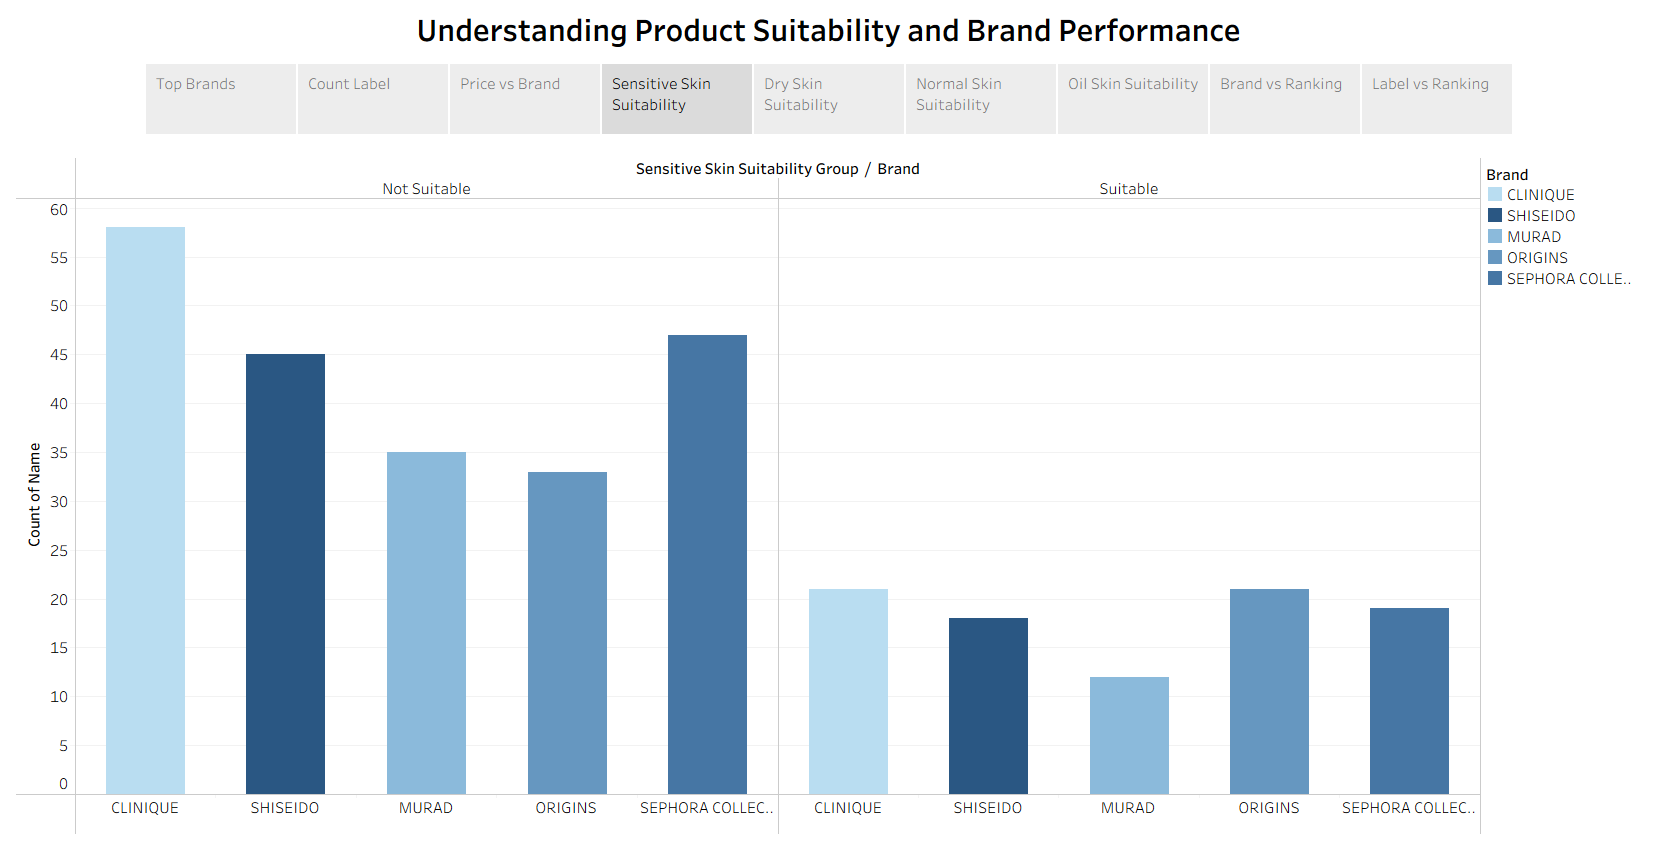 Understanding Product Suitability and Brand Performance
Top Brands
Count Label
Price vs Brand
Sensitive Skin
Suitability
Dry Skin
Suitability
Normal Skin
Suitability
Oil Skin Suitability
Brand vs Ranking
Label vs Ranking
Sensitive Skin Suitability Group / Brand
Not Suitable
Suitable
Brand
CLINIQUE
SHISEIDO
MURAD
ORIGINS
SEPHORA COLLE..
Count of Name
60
55
50
45
40
35
30
25
20
15
10
5
0
CLINIQUE
SHISEIDO
MURAD
ORIGINS
SEPHORA COLLEC..
CLINIQUE
SHISEIDO
MURAD
ORIGINS
SEPHORA COLLEC..